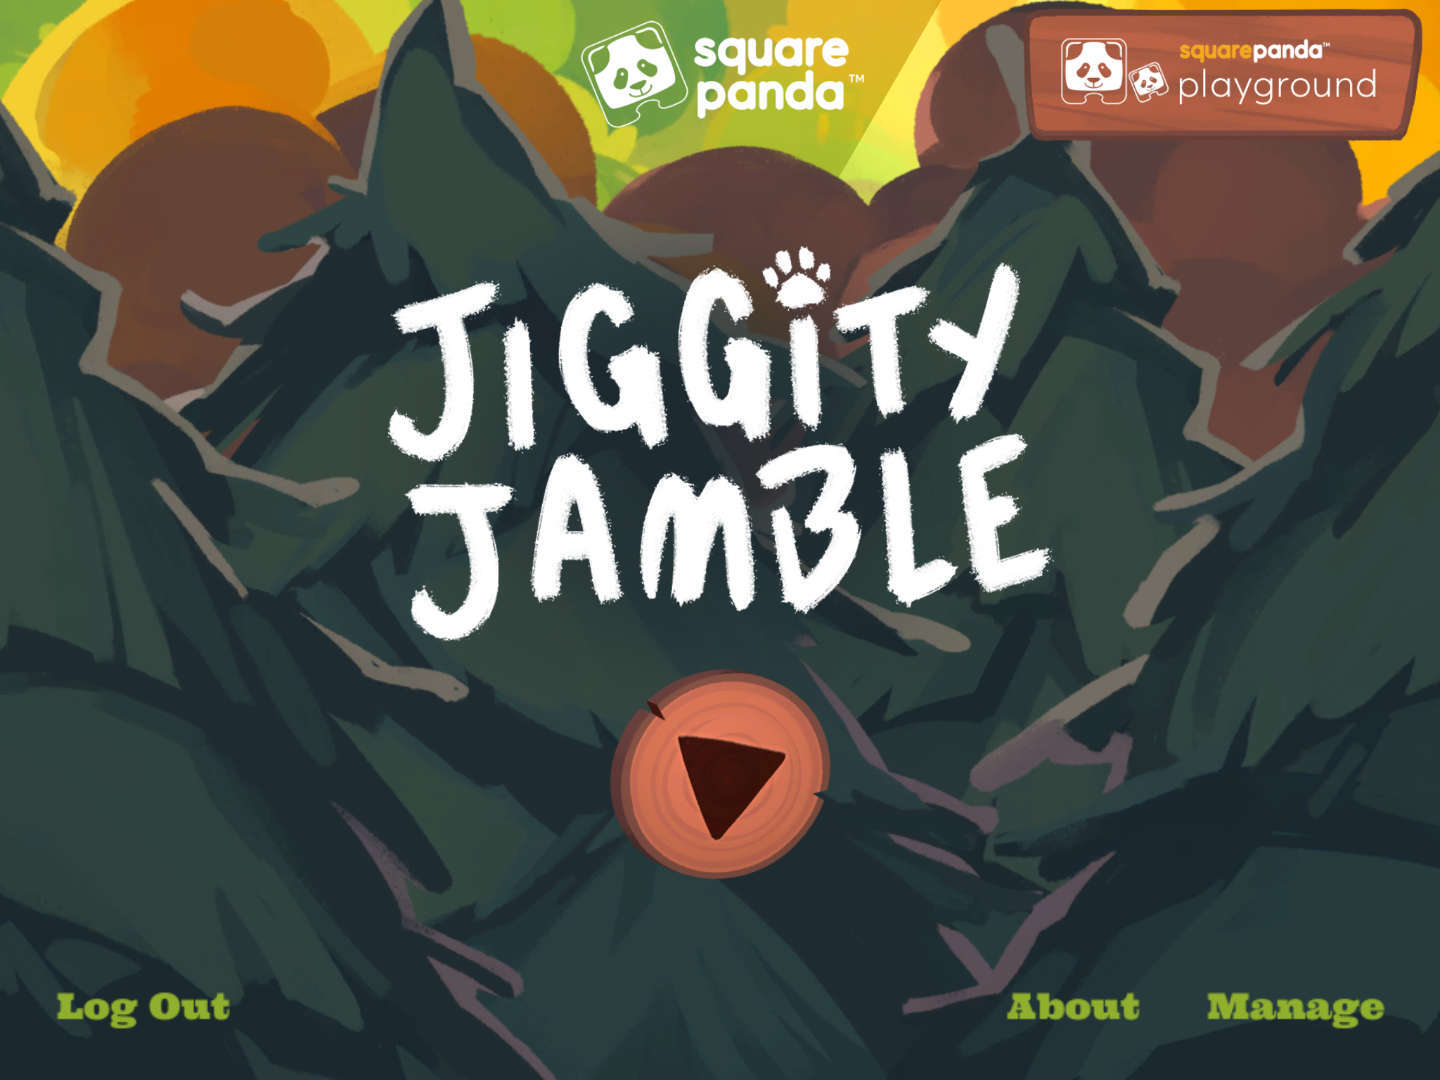 square
panda™
squarepanda™
playground
JIGGITY
JAMBLE
Log Out
About
Manage